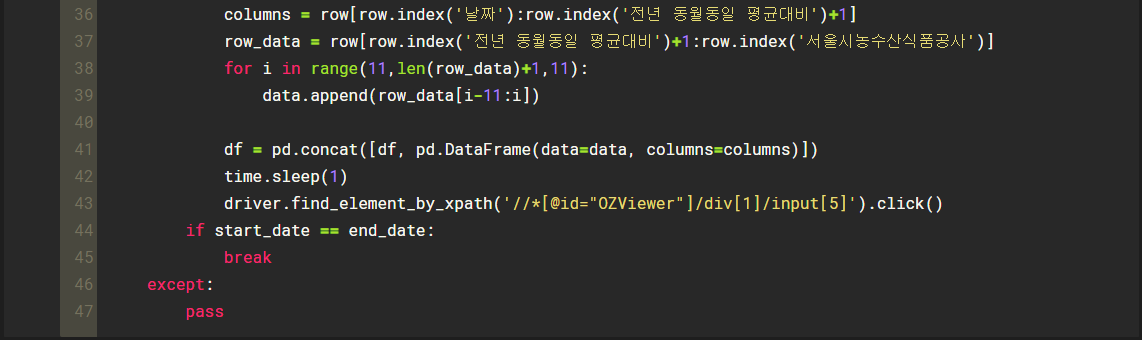 36 columns = row[row.index('날짜'):row.index('전년 동월동일 평균대비')+1]
37 row_data = row[row.index('전년 동월동일 평균대비')+1:row.index('서울시농수산식품공사')]
38 for i in range(11,len(row_data)+1,11):
39 data.append(row_data[i-11:i])
40
41 df = pd.concat([df, pd.DataFrame(data=data, columns=columns)])
42 time.sleep(1)
43 driver.find_element_by_xpath('//*[@id="OZViewer"]/div[1]/input[5]').click()
44 if start_date == end_date:
45 break
46 except:
47 pass